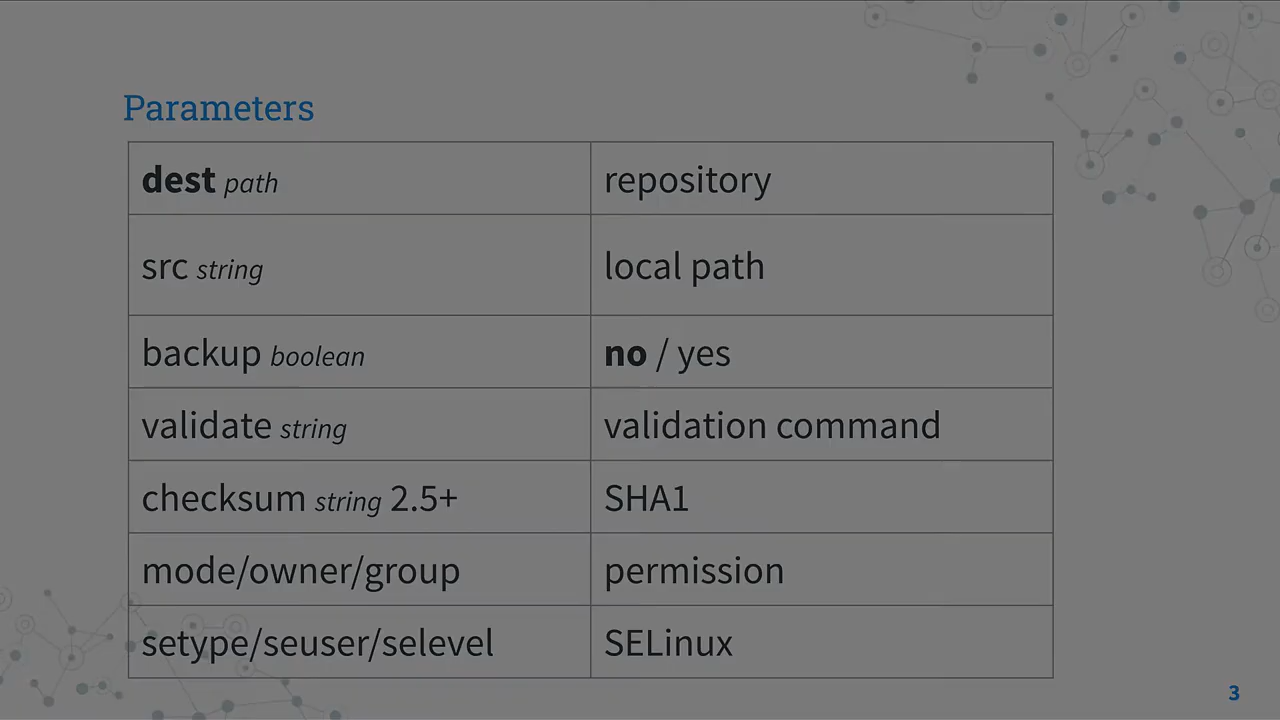 Parameters
dest path repository
src string local path
backup boolean no / yes
validate string validation command
checksum string 2.5+ SHA1
mode/owner/group permission
setype/seuser/selevel SELinux
3